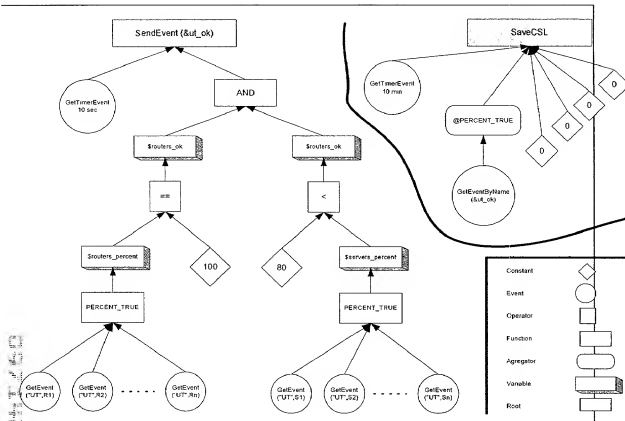 SendEvent (&ut_ok)
GetTimerEvent
10 sec
AND
$routers_ok
$routers_ok
==
<
$routers_percent
100
80
$servers_percent
PERCENT_TRUE
PERCENT_TRUE
GetEvent
("UT",R1)
GetEvent
("UT",R2)
GetEvent
("UT",Rn)
GetEvent
("UT",S1)
GetEvent
("UT",S2)
GetEvent
("UT",Sn)
SaveCSL
GetTimerEvent
10 min
@PERCENT_TRUE
GetEventByName
(&ut_ok)
0
0
0
0
Constant
Event
Operator
Function
Agregator
Variable
Root